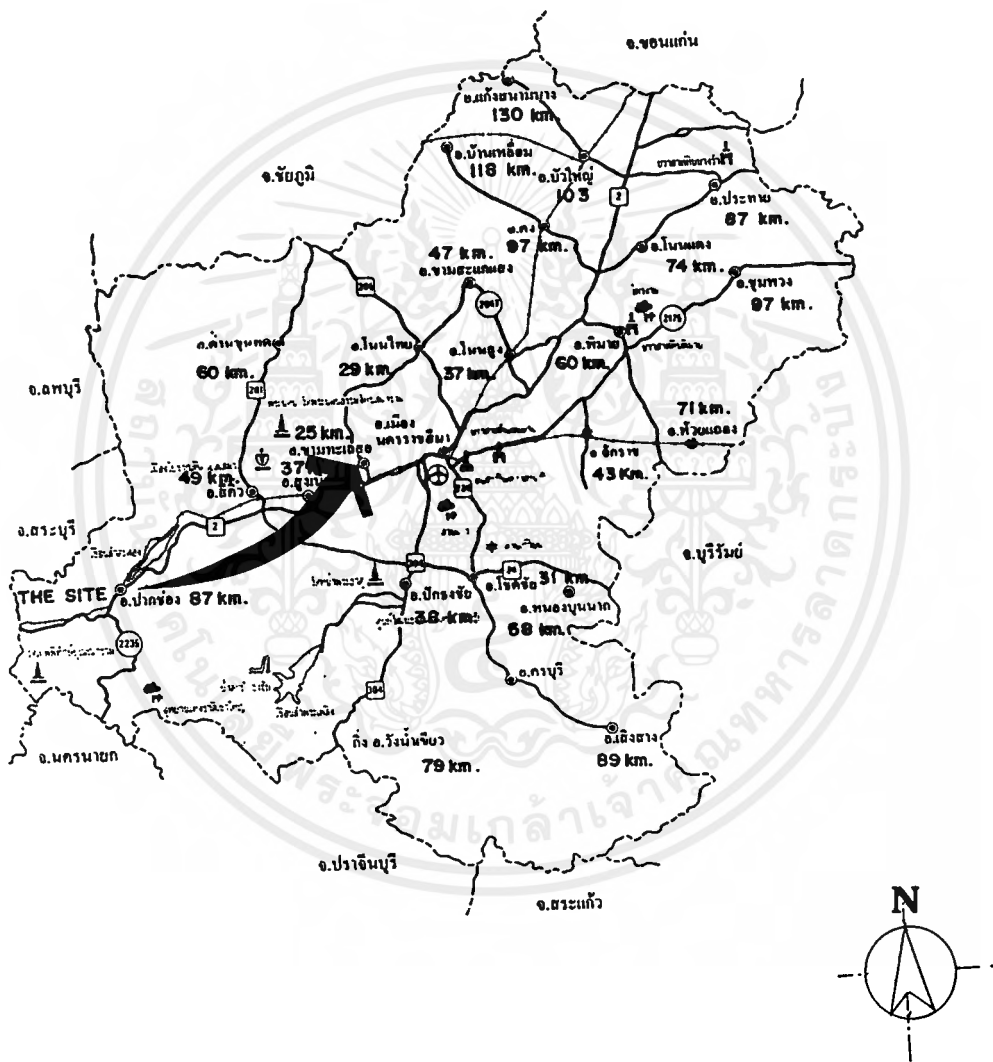 จ.ขอนแก่น
อ.แก้งสนามนาง
130 km.
อ.บ้านเหลื่อม
118 km.
อ.บัวใหญ่
103
จ.ชัยภูมิ
2
อ.ประทาย
87 km.
อ.คง
97 km.
อ.โนนแดง
74 km.
47 km.
อ.ขามสะแกแสง
2067
อ.ชุมพวง
97 km.
2175
อ.พิมาย
60 km.
อ.ด่านขุนทด
60 km.
201
อ.โนนไทย
29 km.
อ.โนนสูง
37 km.
จ.ลพบุรี
71 km.
อ.ห้วยแถลง
อ.จักราช
43 Km.
อ.เมือง
นครราชสีมา
25 km.
อ.ขามทะเลสอ
37
49 km.
อ.สีคิ้ว
จ.สระบุรี
2
จ.บุรีรัมย์
THE SITE
อ.ปากช่อง 87 km.
2235
อ.ปักธงชัย
38 km.
อ.โชคชัย
31 km.
อ.หนองบุนนาก
68 km.
304
อ.ครบุรี
อ.เสิงสาง
89 km.
ถึง อ.วังน้ำเขียว
79 km.
จ.นครนายก
จ.ปราจีนบุรี
จ.สระแก้ว
N